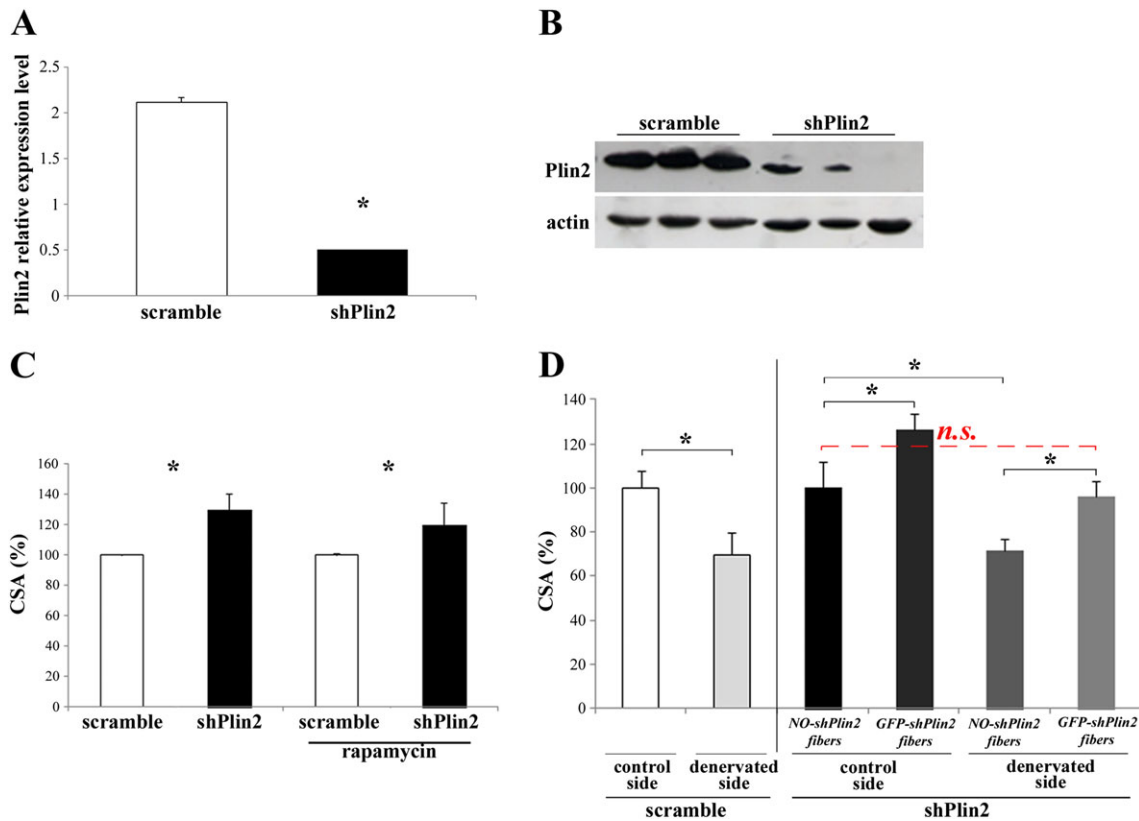 A
Plin2 relative expression level
2.5
2
1.5
1
0.5
0
*
scramble
shPlin2
B
scramble
shPlin2
Plin2
actin
C
CSA (%)
160
140
120
100
80
60
40
20
0
*
*
scramble
shPlin2
scramble
shPlin2
rapamycin
D
CSA (%)
140
120
100
80
60
40
20
0
*
*
*
n.s.
*
NO-shPlin2
fibers
GFP-shPlin2
fibers
NO-shPlin2
fibers
GFP-shPlin2
fibers
control
side
denervated
side
control
side
denervated
side
scramble
shPlin2